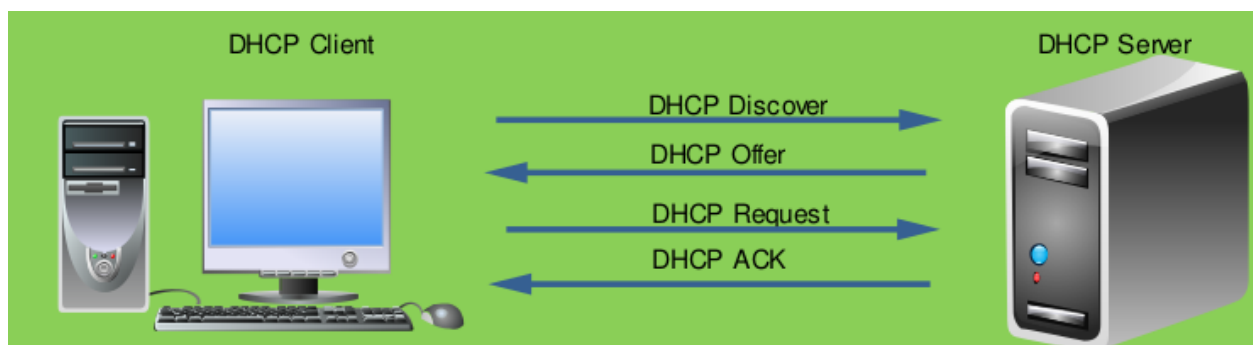 DHCP Client
DHCP Server
DHCP Discover
DHCP Offer
DHCP Request
DHCP ACK